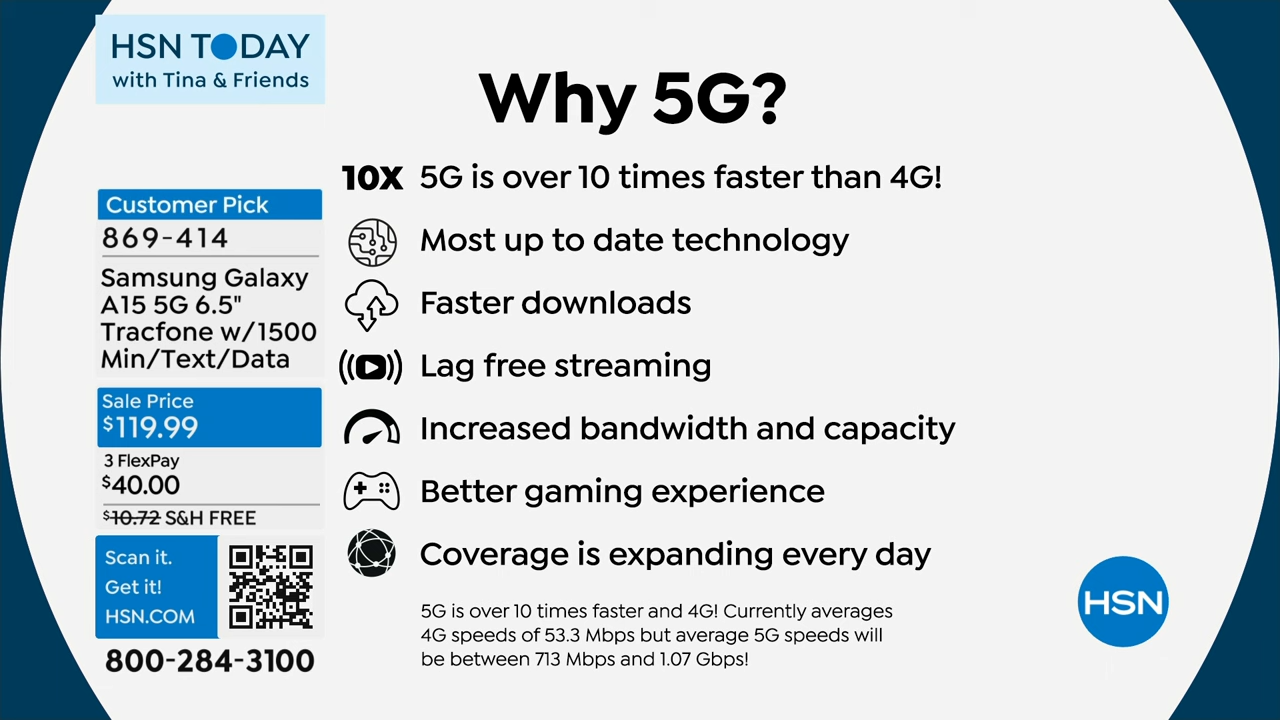 HSN TODAY
with Tina & Friends
Why 5G?
10X 5G is over 10 times faster than 4G!
Most up to date technology
Faster downloads
Lag free streaming
Increased bandwidth and capacity
Better gaming experience
Coverage is expanding every day
5G is over 10 times faster and 4G! Currently averages
4G speeds of 53.3 Mbps but average 5G speeds will
be between 713 Mbps and 1.07 Gbps!
Customer Pick
869-414
Samsung Galaxy
A15 5G 6.5"
Tracfone w/1500
Min/Text/Data
Sale Price
$119.99
3 FlexPay
$40.00
$10.72 S&H FREE
Scan it.
Get it!
HSN.COM
800-284-3100
HSN